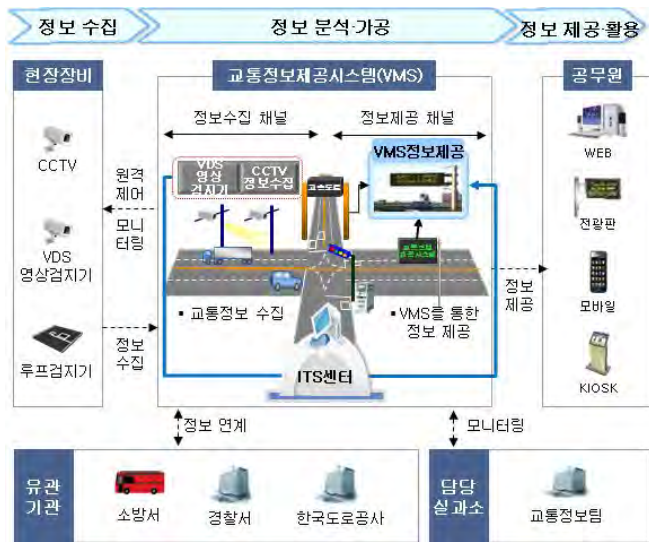 정보 수집
정보 분석·가공
정보 제공·활용
현장장비
CCTV
VDS
영상검지기
루프검지기
원격
제어
모니
터링
정보
수집
교통정보제공시스템(VMS)
정보수집 채널
정보제공 채널
VDS
영상
검지기
CCTV
정보수집
고속도로
VMS정보제공
▪ 교통정보 수집
▪ VMS를 통한
정보 제공
ITS센터
정보
제공
공무원
WEB
전광판
모바일
KIOSK
정보 연계
모니터링
유관
기관
소방서
경찰서
한국도로공사
담당
실과소
교통정보팀